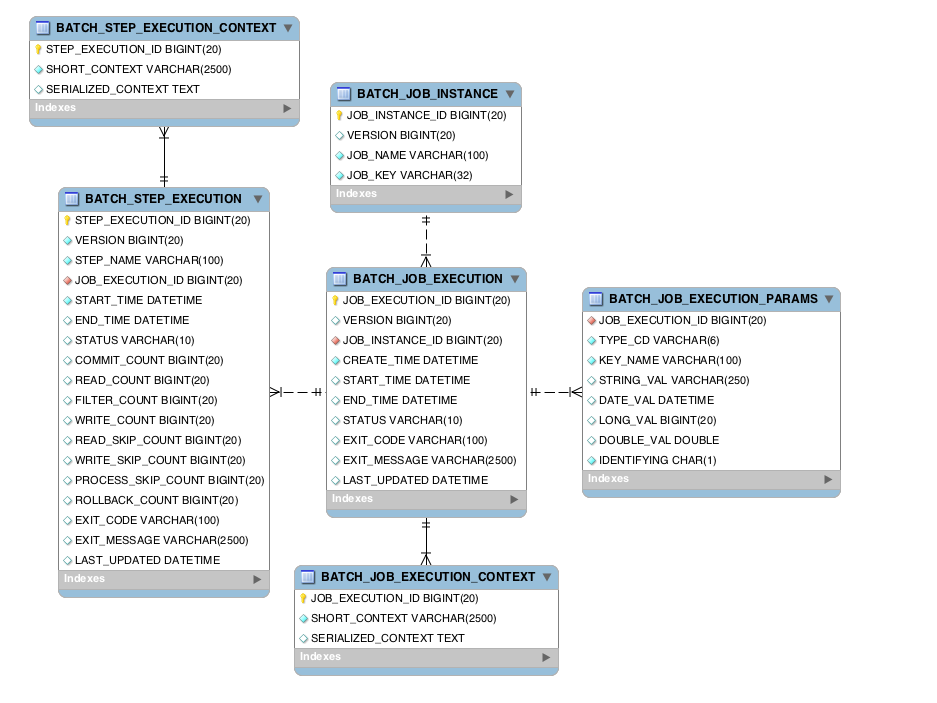 BATCH_STEP_EXECUTION_CONTEXT
STEP_EXECUTION_ID BIGINT(20)
SHORT_CONTEXT VARCHAR(2500)
SERIALIZED_CONTEXT TEXT
Indexes
BATCH_JOB_INSTANCE
JOB_INSTANCE_ID BIGINT(20)
VERSION BIGINT(20)
JOB_NAME VARCHAR(100)
JOB_KEY VARCHAR(32)
Indexes
BATCH_STEP_EXECUTION
STEP_EXECUTION_ID BIGINT(20)
VERSION BIGINT(20)
STEP_NAME VARCHAR(100)
JOB_EXECUTION_ID BIGINT(20)
START_TIME DATETIME
END_TIME DATETIME
STATUS VARCHAR(10)
COMMIT_COUNT BIGINT(20)
READ_COUNT BIGINT(20)
FILTER_COUNT BIGINT(20)
WRITE_COUNT BIGINT(20)
READ_SKIP_COUNT BIGINT(20)
WRITE_SKIP_COUNT BIGINT(20)
PROCESS_SKIP_COUNT BIGINT(20)
ROLLBACK_COUNT BIGINT(20)
EXIT_CODE VARCHAR(100)
EXIT_MESSAGE VARCHAR(2500)
LAST_UPDATED DATETIME
Indexes
BATCH_JOB_EXECUTION
JOB_EXECUTION_ID BIGINT(20)
VERSION BIGINT(20)
JOB_INSTANCE_ID BIGINT(20)
CREATE_TIME DATETIME
START_TIME DATETIME
END_TIME DATETIME
STATUS VARCHAR(10)
EXIT_CODE VARCHAR(100)
EXIT_MESSAGE VARCHAR(2500)
LAST_UPDATED DATETIME
Indexes
BATCH_JOB_EXECUTION_PARAMS
JOB_EXECUTION_ID BIGINT(20)
TYPE_CD VARCHAR(6)
KEY_NAME VARCHAR(100)
STRING_VAL VARCHAR(250)
DATE_VAL DATETIME
LONG_VAL BIGINT(20)
DOUBLE_VAL DOUBLE
IDENTIFYING CHAR(1)
Indexes
BATCH_JOB_EXECUTION_CONTEXT
JOB_EXECUTION_ID BIGINT(20)
SHORT_CONTEXT VARCHAR(2500)
SERIALIZED_CONTEXT TEXT
Indexes